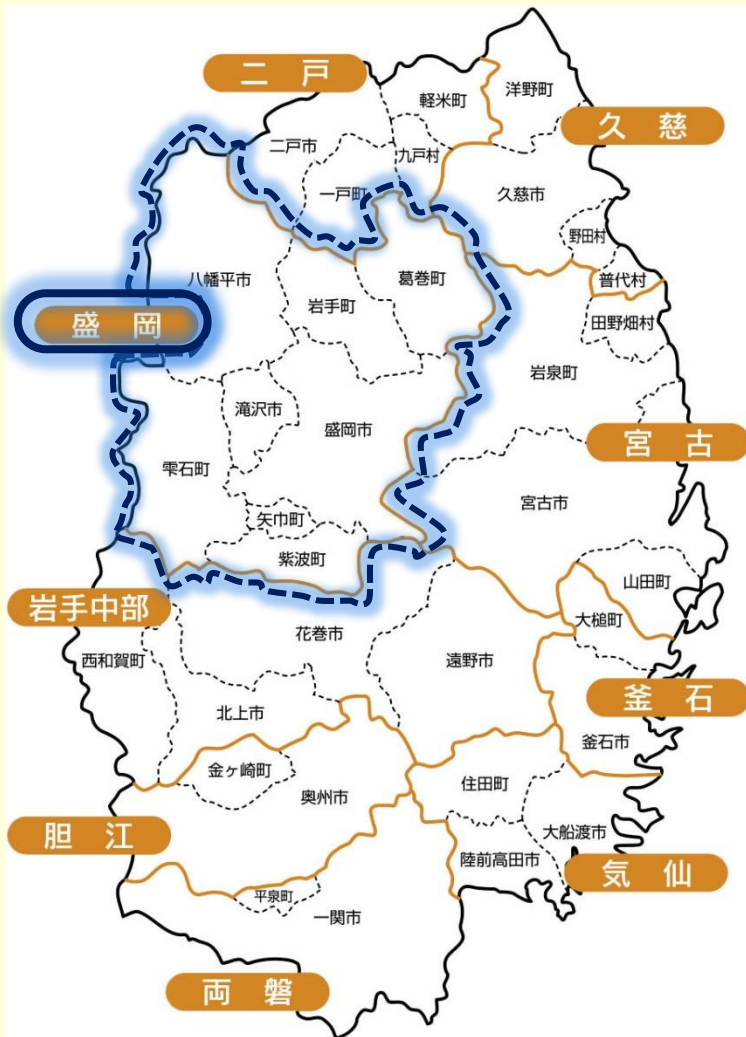 二戸
軽米町
洋野町
久慈
二戸市
九戸村
一戸町
久慈市
野田村
普代村
八幡平市
葛巻町
岩手町
田野畑村
盛岡
岩泉町
滝沢市
盛岡市
宮古
雫石町
宮古市
矢巾町
紫波町
山田町
岩手中部
大槌町
花巻市
西和賀町
遠野市
釜石
北上市
釜石市
金ヶ崎町
住田町
奥州市
大船渡市
胆江
陸前高田市
気仙
平泉町
一関市
両磐